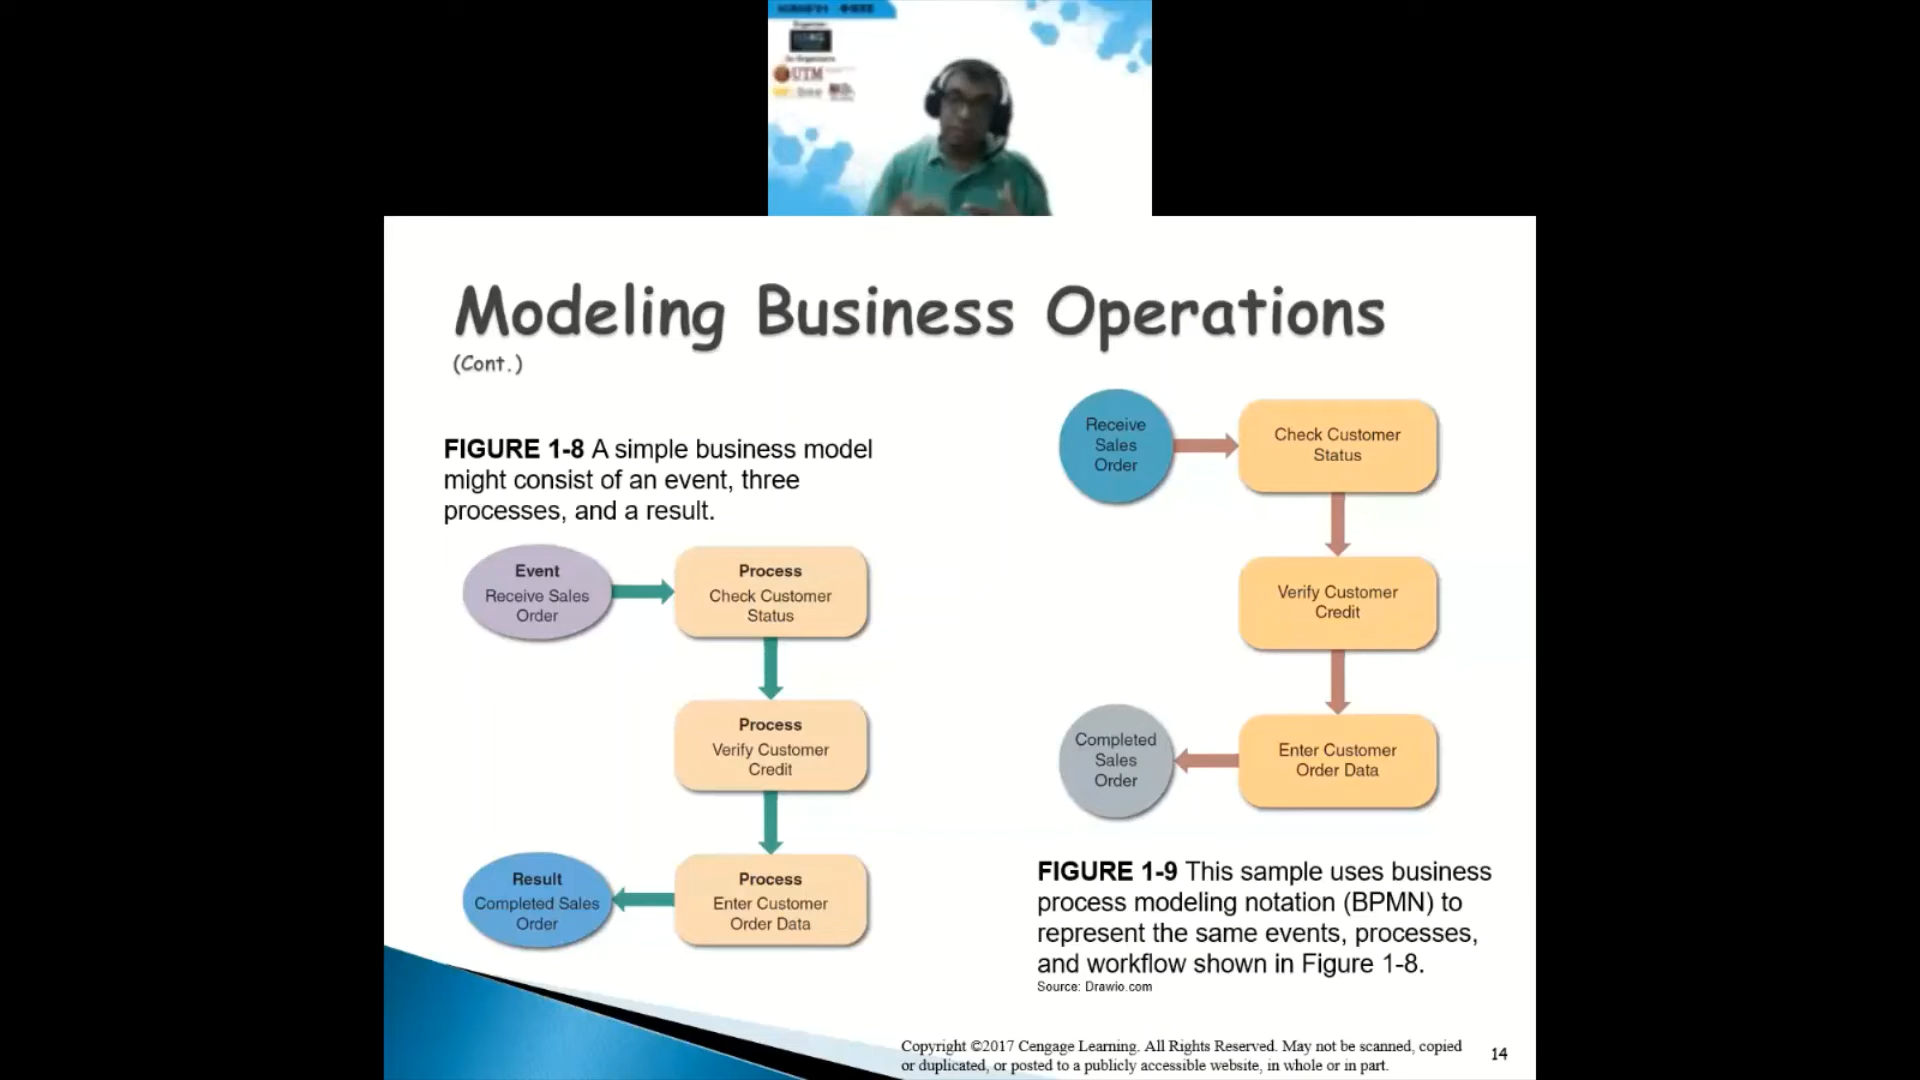 UTM
Modeling Business Operations
(Cont.)
FIGURE 1-8 A simple business model
might consist of an event, three
processes, and a result.
Event
Receive Sales
Order
Process
Check Customer
Status
Process
Verify Customer
Credit
Process
Enter Customer
Order Data
Result
Completed Sales
Order
Receive
Sales
Order
Check Customer
Status
Verify Customer
Credit
Enter Customer
Order Data
Completed
Sales
Order
FIGURE 1-9 This sample uses business
process modeling notation (BPMN) to
represent the same events, processes,
and workflow shown in Figure 1-8.
Source: Drawio.com
Copyright ©2017 Cengage Learning. All Rights Reserved. May not be scanned, copied
or duplicated, or posted to a publicly accessible website, in whole or in part.
14